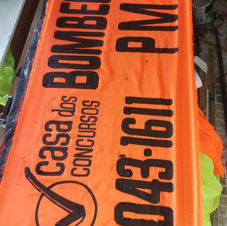 casa dos
CONCURSOS
BOMBE
PM
043-1611